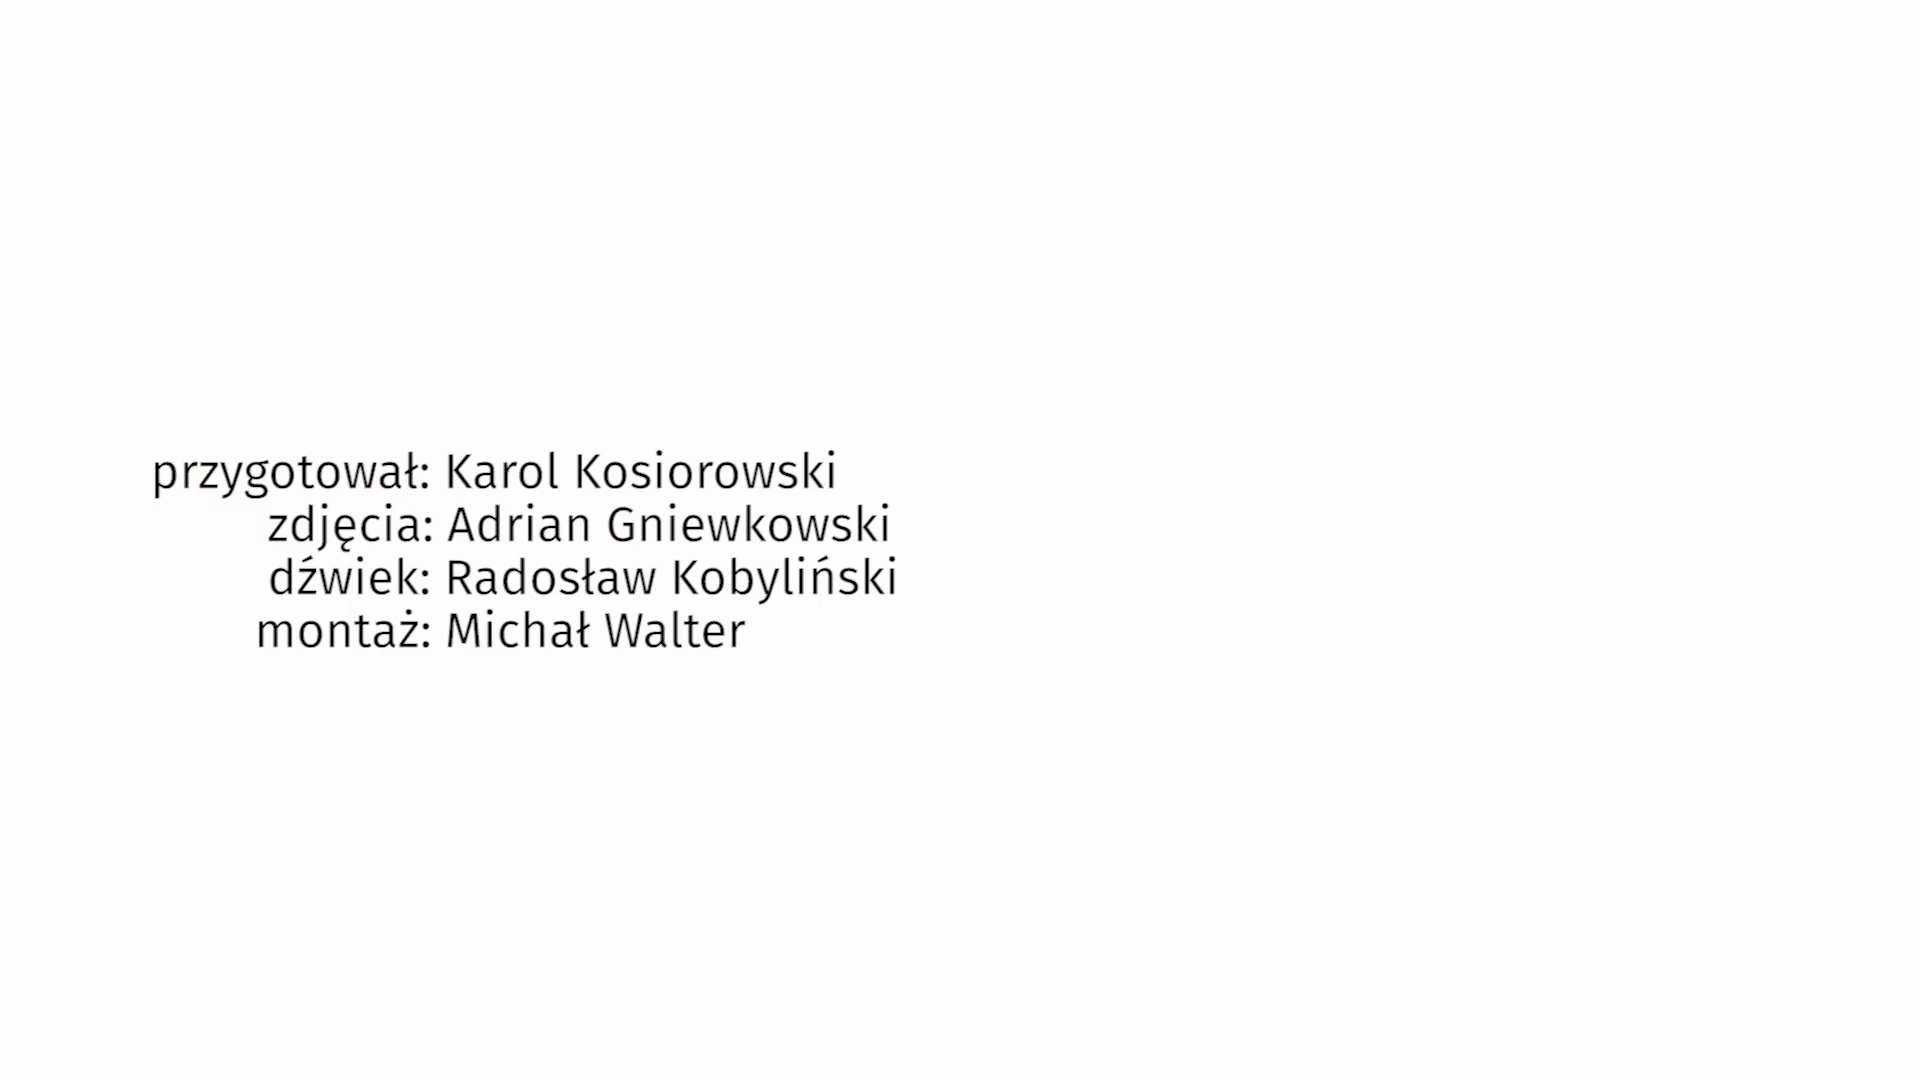 przygotował: Karol Kosiorowski
zdjęcia: Adrian Gniewkowski
dźwiek: Radosław Kobyliński
montaż: Michał Walter